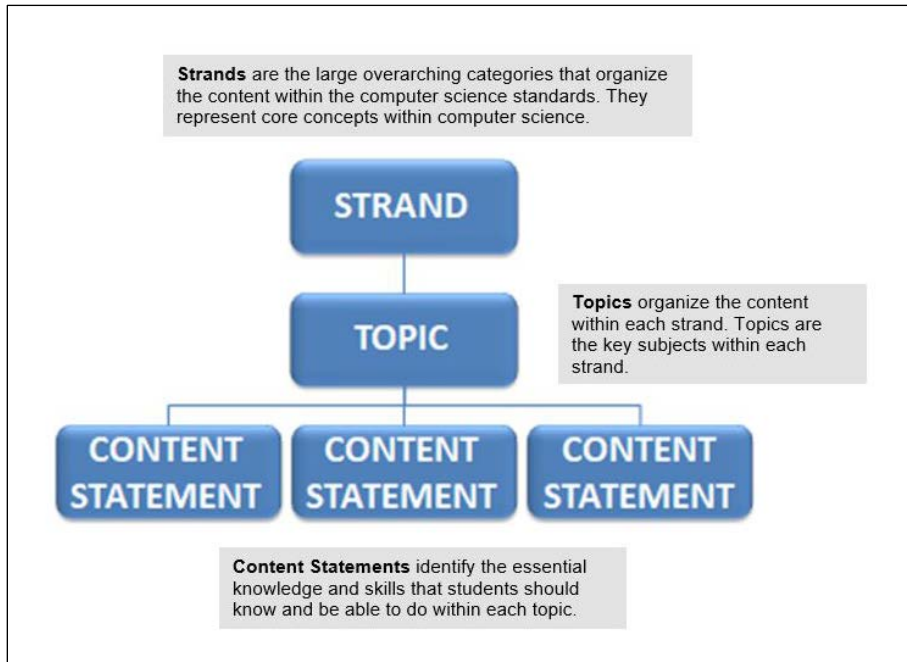 Strands are the large overarching categories that organize
the content within the computer science standards. They
represent core concepts within computer science.
STRAND
TOPIC
Topics organize the content
within each strand. Topics are
the key subjects within each
strand.
CONTENT
STATEMENT
CONTENT
STATEMENT
CONTENT
STATEMENT
Content Statements identify the essential
knowledge and skills that students should
know and be able to do within each topic.